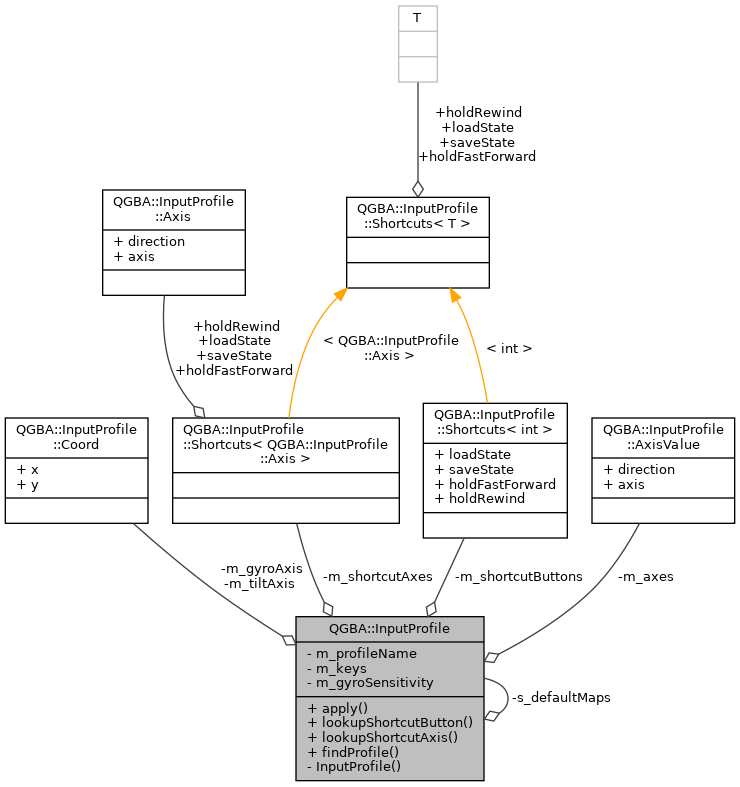 T
+holdRewind
+loadState
+saveState
+holdFastForward
QGBA::InputProfile
::Axis
+ direction
+ axis
QGBA::InputProfile
::Shortcuts< T >
+holdRewind
+loadState
+saveState
+holdFastForward
< QGBA::InputProfile
::Axis >
< int >
QGBA::InputProfile
::Coord
+ x
+ y
QGBA::InputProfile
::Shortcuts< QGBA::InputProfile
::Axis >
QGBA::InputProfile
::Shortcuts< int >
+ loadState
+ saveState
+ holdFastForward
+ holdRewind
QGBA::InputProfile
::AxisValue
+ direction
+ axis
-m_gyroAxis
-m_tiltAxis
-m_shortcutAxes
-m_shortcutButtons
-m_axes
QGBA::InputProfile
- m_profileName
- m_keys
- m_gyroSensitivity
+ apply()
+ lookupShortcutButton()
+ lookupShortcutAxis()
+ findProfile()
- InputProfile()
-s_defaultMaps